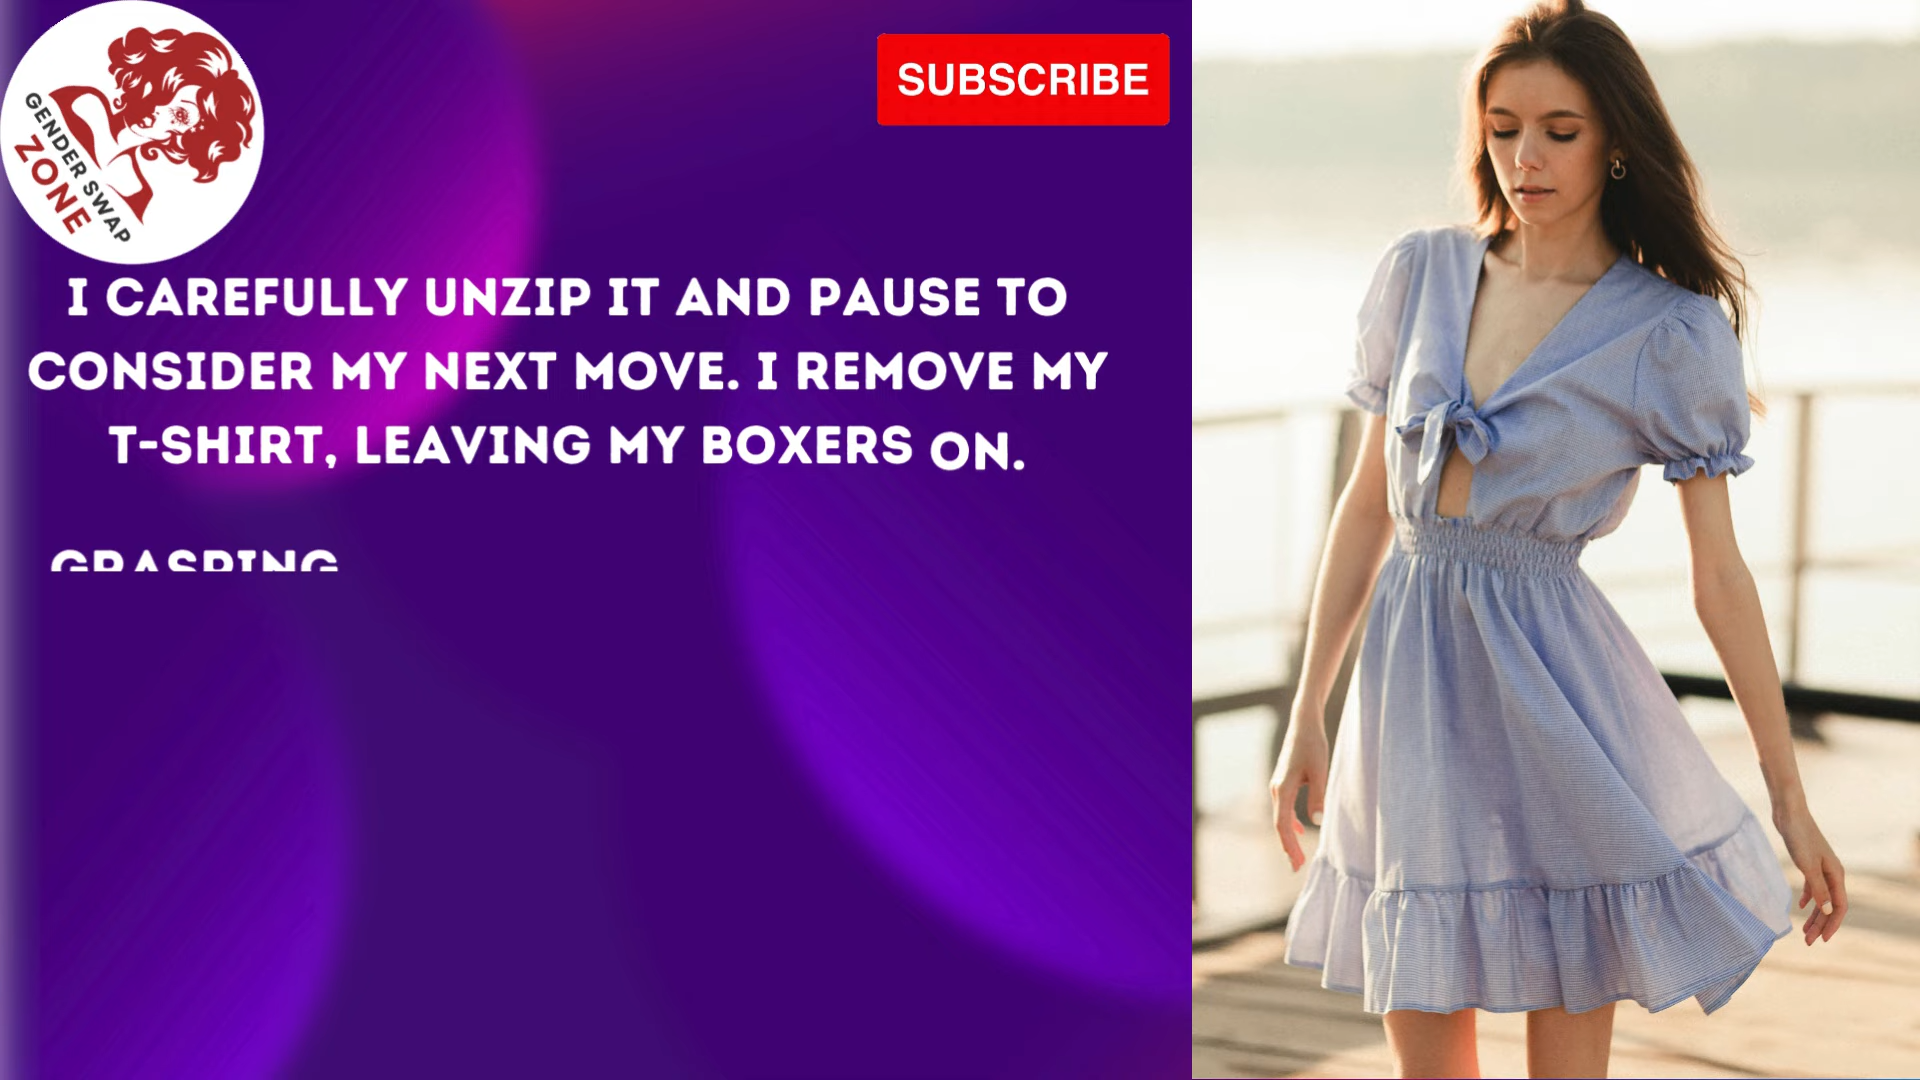 GENDER SWAP
ZONE
SUBSCRIBE
I CAREFULLY UNZIP IT AND PAUSE TO
CONSIDER MY NEXT MOVE. I REMOVE MY
T-SHIRT, LEAVING MY BOXERS ON.
GRASPING